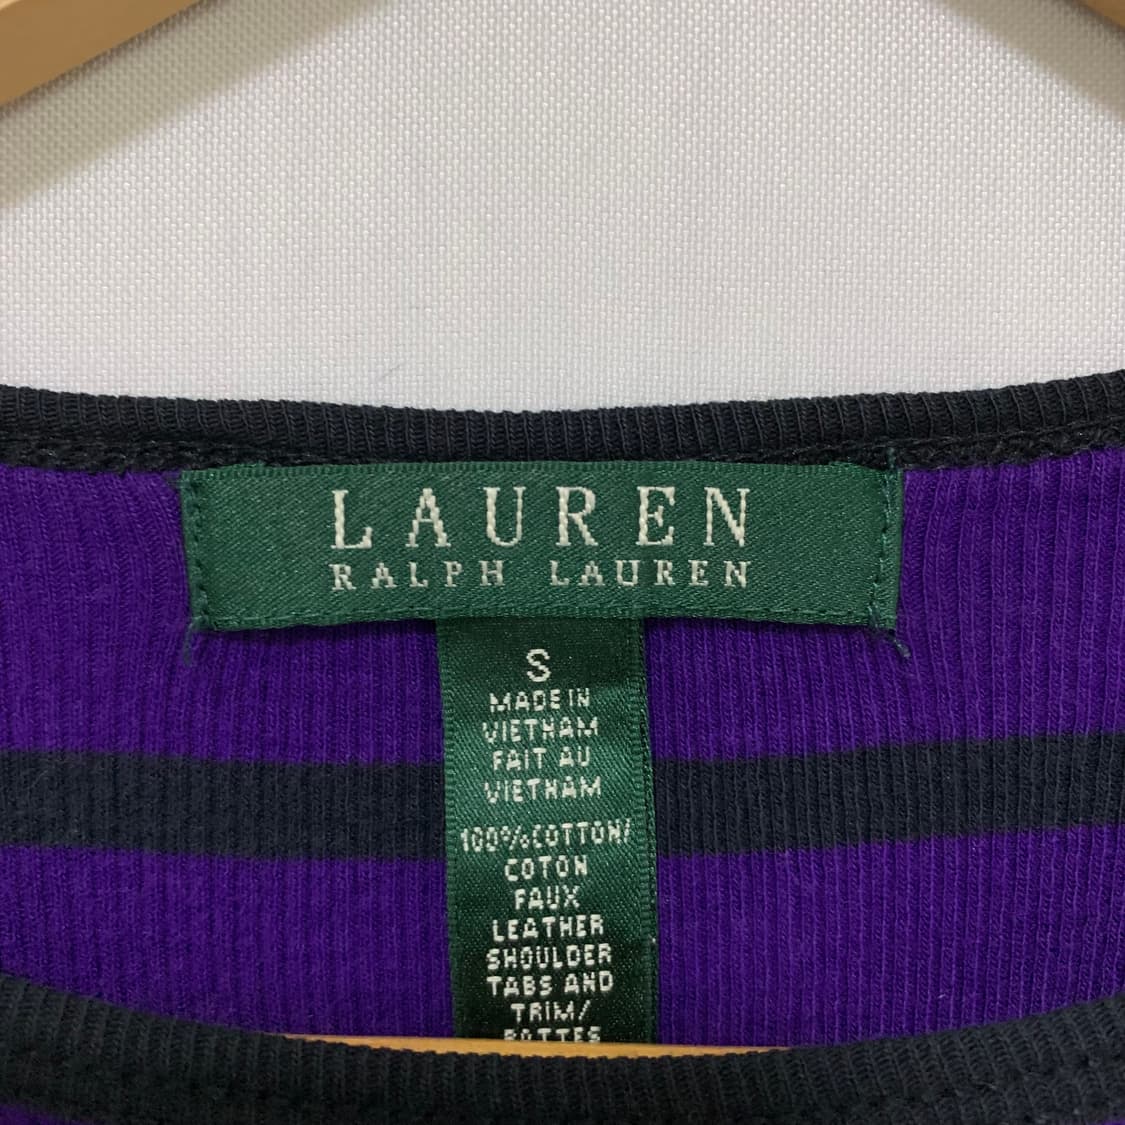 LAUREN
RALPH LAUREN
S
MADE IN
VIETNAM
FAIT AU
VIETNAM
100%COTTON/
COTON
FAUX
LEATHER
SHOULDER
TABS AND
TRIM/